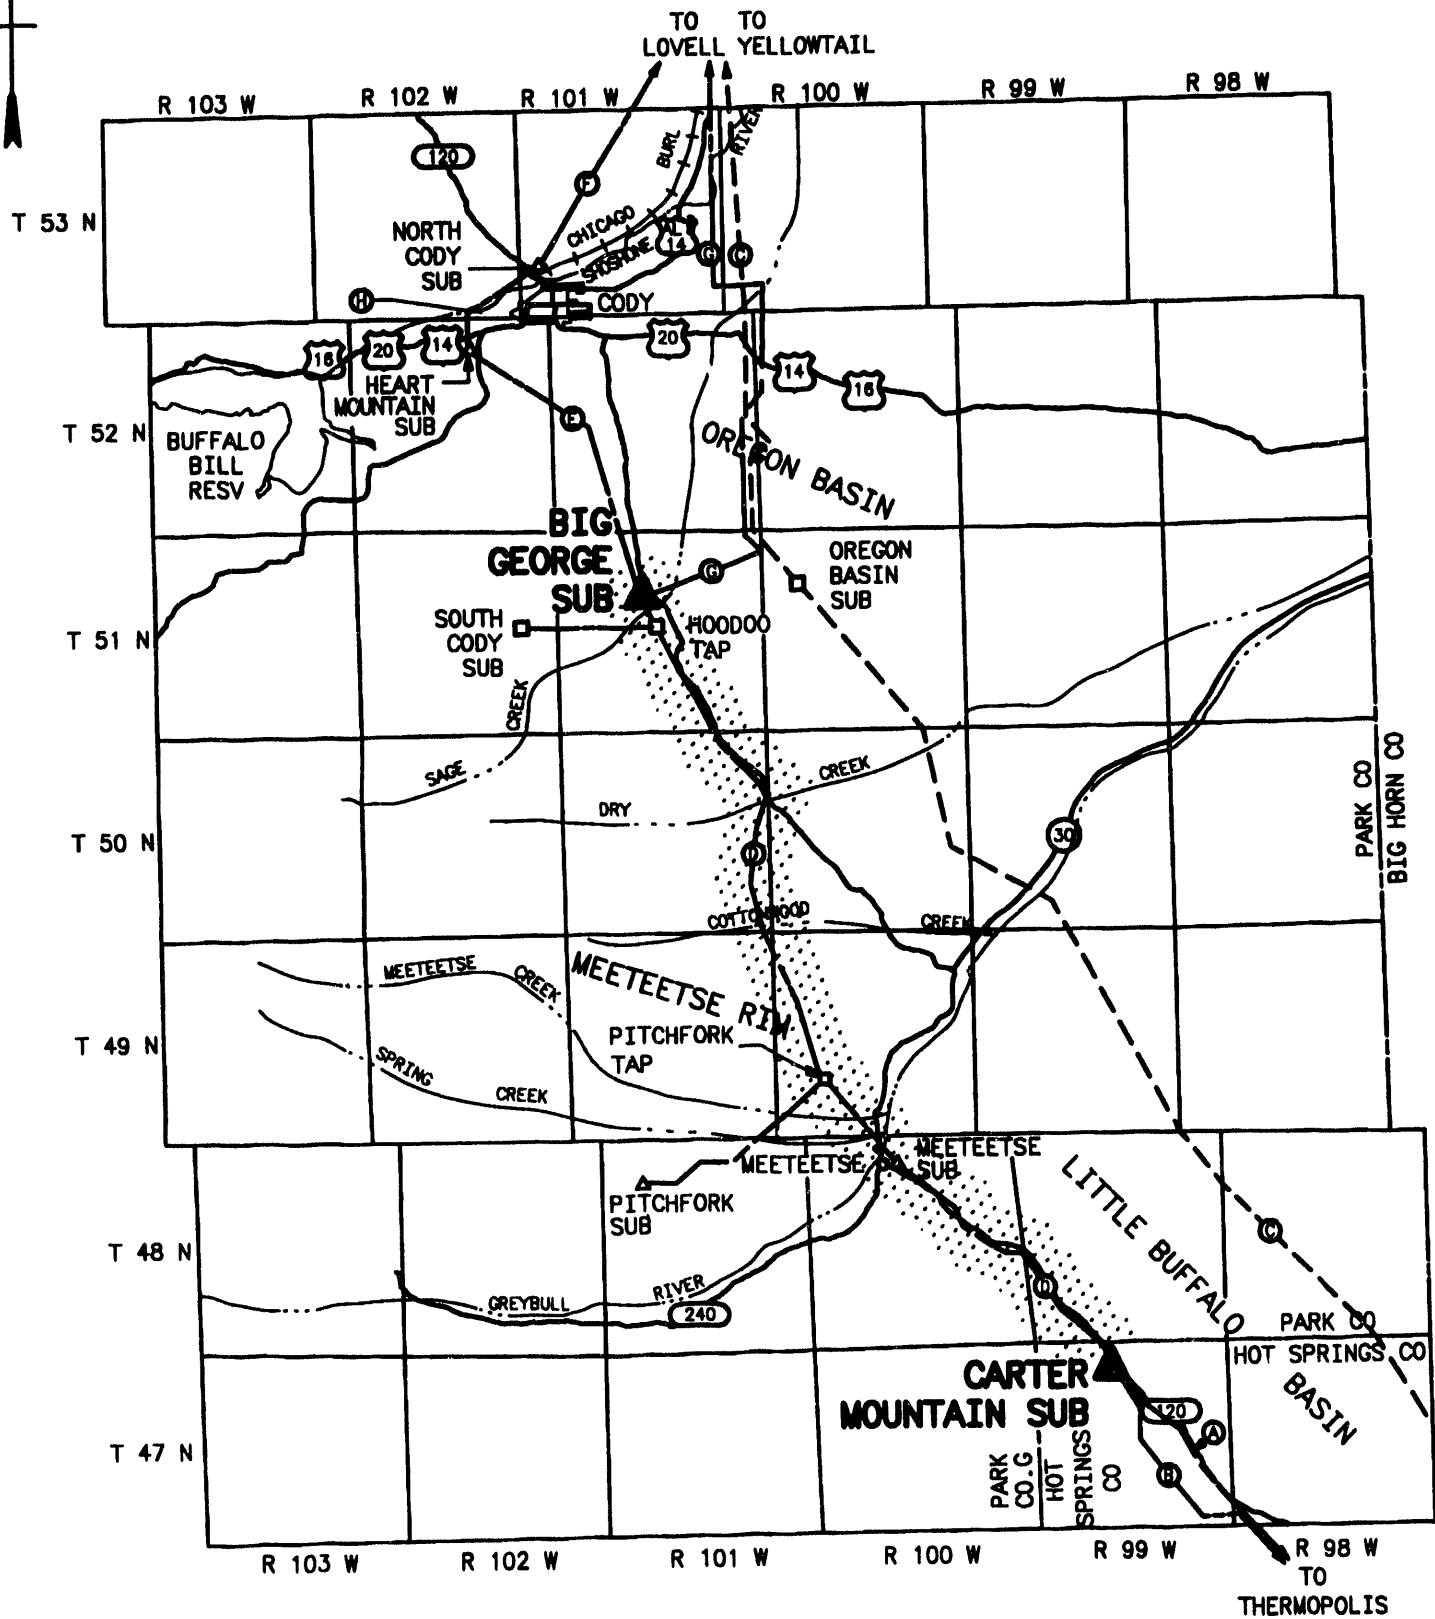 TO TO
LOVELL YELLOWTAIL
R 103 W
R 102 W
R 101 W
R 100 W
R 99 W
R 98 W
120
F
BURL
RIVER
T 53 N
NORTH
CODY
SUB
CHICAGO
SHOSHONE
14
G
C
H
CODY
16
20
14
20
14
16
HEART
MOUNTAIN
SUB
E
T 52 N
BUFFALO
BILL
RESV
OREGON BASIN
BIG
GEORGE
SUB
G
OREGON
BASIN
SUB
SOUTH
CODY
SUB
HOODOO
TAP
T 51 N
CREEK
SAGE
CREEK
DRY
PARK CO
BIG HORN CO
T 50 N
D
30
COTTONWOOD
CREEK
MEETEETSE
CREEK
MEETEETSE RIM
PITCHFORK
TAP
T 49 N
SPRING
CREEK
MEETEETSE
MEETEETSE
SUB
PITCHFORK
SUB
LITTLE BUFFALO
BASIN
T 48 N
C
RIVER
GREYBULL
240
D
PARK CO
HOT SPRINGS CO
CARTER
MOUNTAIN SUB
120
A
B
T 47 N
PARK
CO.G
HOT
SPRINGS
CO
R 103 W
R 102 W
R 101 W
R 100 W
R 99 W
R 98 W
TO
THERMOPOLIS